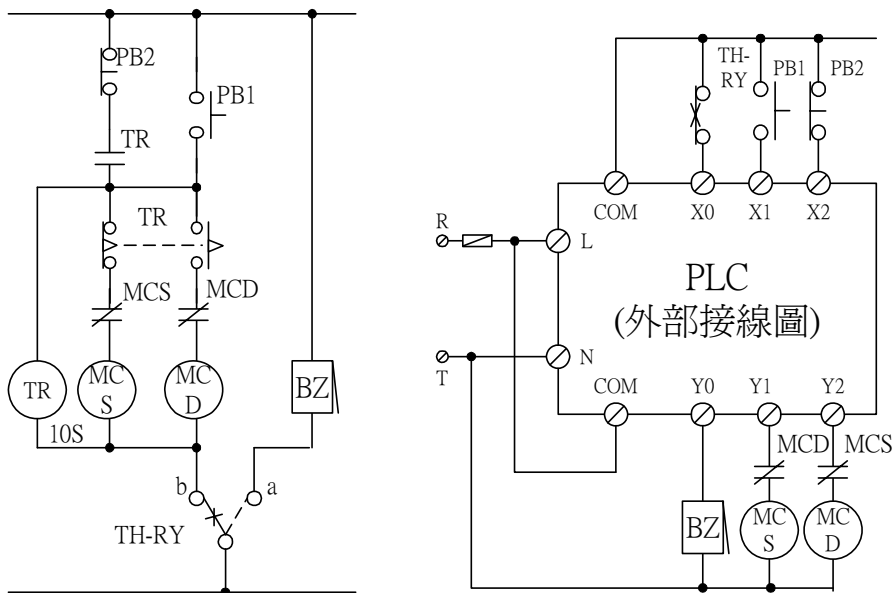 PB2
PB1
TR
TR
MCS
MCD
TR
MC
S
MC
D
BZ
10S
b
a
TH-RY
TH-
RY
PB1
PB2
COM
X0
X1
X2
R
L
PLC
(外部接線圖)
T
N
COM
Y0
Y1
Y2
MCD
MCS
BZ
MC
S
MC
D